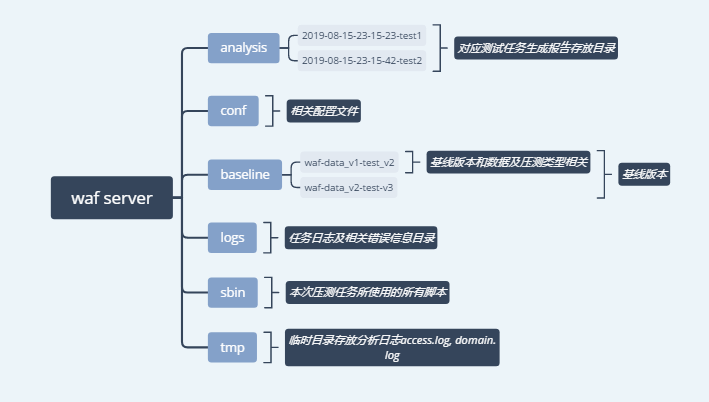 waf server
analysis
2019-08-15-23-15-23-test1
2019-08-15-23-15-42-test2
对应测试任务生成报告存放目录
conf
相关配置文件
baseline
waf-data_v1-test_v2
waf-data_v2-test-v3
基线版本和数据及压测类型相关
基线版本
logs
任务日志及相关错误信息目录
sbin
本次压测任务所使用的所有脚本
tmp
临时目录存放分析日志access.log, domain.
log